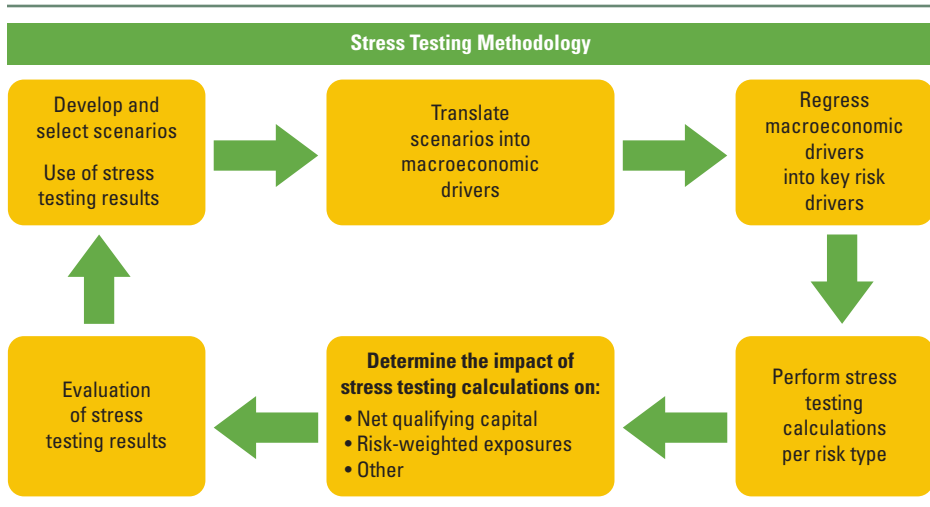 Stress Testing Methodology
Develop and
select scenarios
Use of stress
testing results
Translate
scenarios into
macroeconomic
drivers
Regress
macroeconomic
drivers
into key risk
drivers
Perform stress
testing
calculations
per risk type
Determine the impact of
stress testing calculations on:
• Net qualifying capital
• Risk-weighted exposures
• Other
Evaluation
of stress
testing results